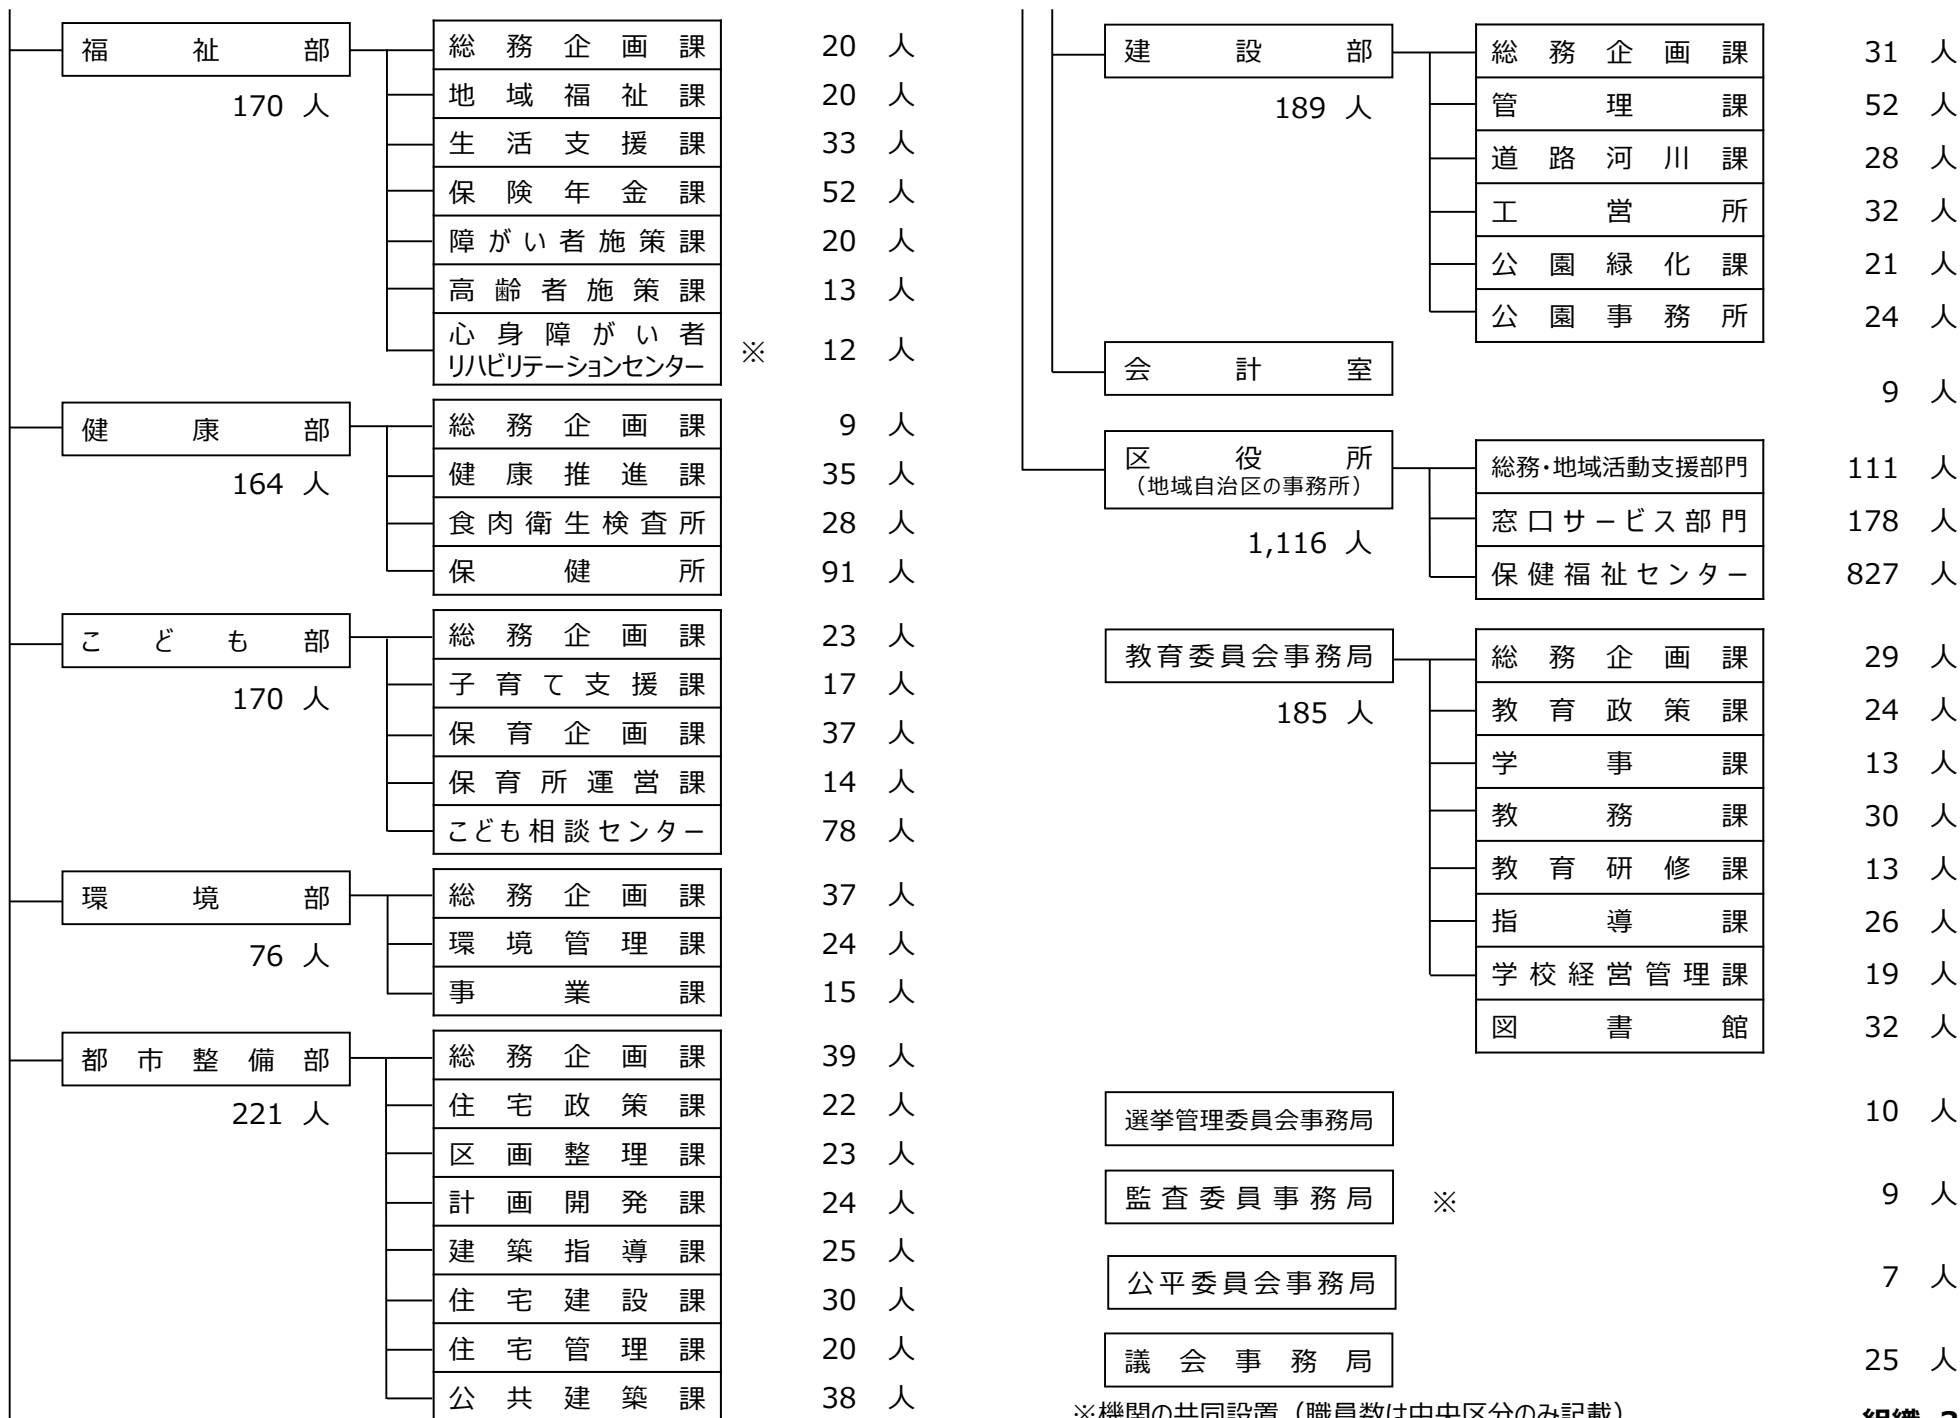 福祉部
170 人
総務企画課 20 人
地域福祉課 20 人
生活支援課 33 人
保険年金課 52 人
障がい者施策課 20 人
高齢者施策課 13 人
心身障がい者
リハビリテーションセンター ※ 12 人
健康部
164 人
総務企画課 9 人
健康推進課 35 人
食肉衛生検査所 28 人
保健所 91 人
こども部
170 人
総務企画課 23 人
子育て支援課 17 人
保育企画課 37 人
保育所運営課 14 人
こども相談センター 78 人
環境部
76 人
総務企画課 37 人
環境管理課 24 人
事業課 15 人
都市整備部
221 人
総務企画課 39 人
住宅政策課 22 人
区画整理課 23 人
計画開発課 24 人
建築指導課 25 人
住宅建設課 30 人
住宅管理課 20 人
公共建築課 38 人
建設部
189 人
総務企画課 31 人
管理課 52 人
道路河川課 28 人
工営所 32 人
公園緑化課 21 人
公園事務所 24 人
会計室 9 人
区役所
（地域自治区の事務所）
1,116 人
総務・地域活動支援部門 111 人
窓口サービス部門 178 人
保健福祉センター 827 人
教育委員会事務局
185 人
総務企画課 29 人
教育政策課 24 人
学事課 13 人
教務課 30 人
教育研修課 13 人
指導課 26 人
学校経営管理課 19 人
図書館 32 人
選挙管理委員会事務局 10 人
監査委員事務局 ※ 9 人
公平委員会事務局 7 人
議会事務局 25 人
※機関の共同設置（職員数は中央区分のみ記載）